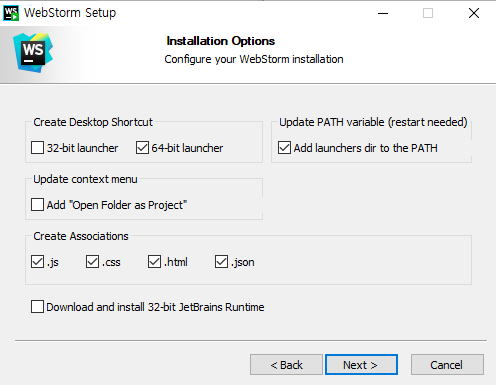 WebStorm Setup
WS
Installation Options
Configure your WebStorm installation
Create Desktop Shortcut
32-bit launcher
64-bit launcher
Update PATH variable (restart needed)
Add launchers dir to the PATH
Update context menu
Add "Open Folder as Project"
Create Associations
.js
.css
.html
.json
Download and install 32-bit JetBrains Runtime
< Back
Next >
Cancel